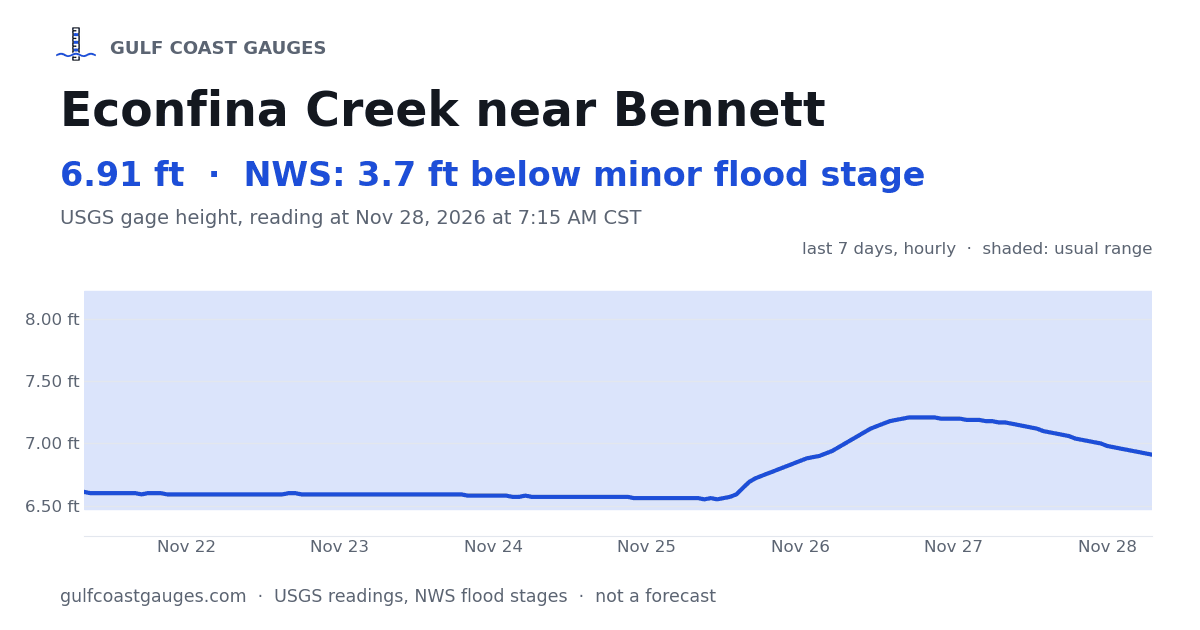 GULF COAST GAUGES
Econfina Creek near Bennett
6.91 ft · NWS: 3.7 ft below minor flood stage
USGS gage height, reading at Nov 28, 2026 at 7:15 AM CST
last 7 days, hourly · shaded: usual range
8.00 ft
7.50 ft
7.00 ft
6.50 ft
Nov 22 Nov 23 Nov 24 Nov 25 Nov 26 Nov 27 Nov 28
gulfcoastgauges.com · USGS readings, NWS flood stages · not a forecast